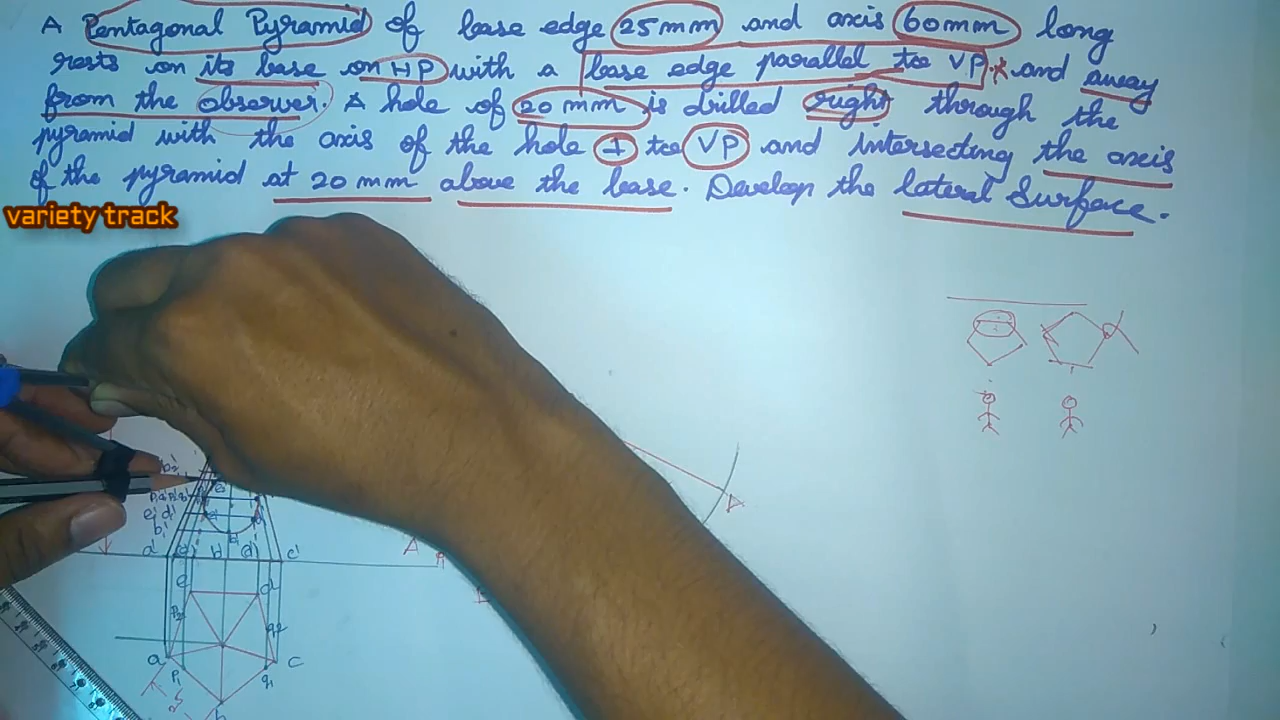 A Pentagonal Pyramid of base edge 25mm and axis 60mm long
rests on its base on HP with a base edge parallel to VP and away
from the observer. A hole of 20 mm is drilled right through the
pyramid with the axis of the hole ⊥ to VP and intersecting the axis
of the pyramid at 20 mm above the base. Develop the lateral Surface.
variety track
A
a' b' c'
e d
a c
P1 q1
b